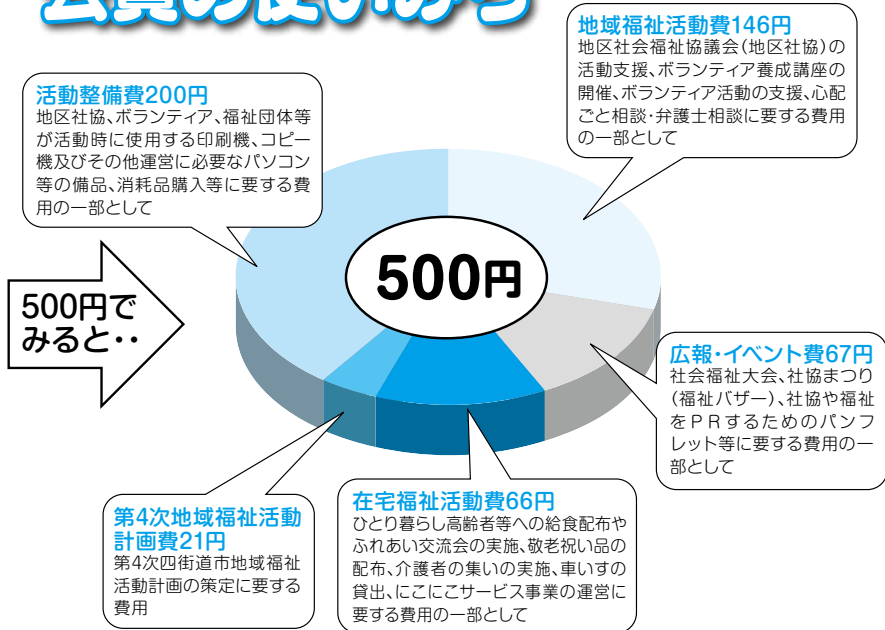 会費の使いみち
地域福祉活動費146円
地区社会福祉協議会(地区社協)の
活動支援、ボランティア養成講座の
開催、ボランティア活動の支援、心配
ごと相談・弁護士相談に要する費用
の一部として
活動整備費200円
地区社協、ボランティア、福祉団体等
が活動時に使用する印刷機、コピー
機及びその他運営に必要なパソコン
等の備品、消耗品購入等に要する費
用の一部として
500円
500円で
みると‥
広報・イベント費67円
社会福祉大会、社協まつり
(福祉バザー)、社協や福祉
をPRするためのパンフ
レット等に要する費用の一
部として
第4次地域福祉活動
計画費21円
第4次四街道市地域福祉
活動計画の策定に要する
費用
在宅福祉活動費66円
ひとり暮らし高齢者等への給食配布や
ふれあい交流会の実施、敬老祝い品の
配布、介護者の集いの実施、車いすの
貸出、にこにこサービス事業の運営に
要する費用の一部として